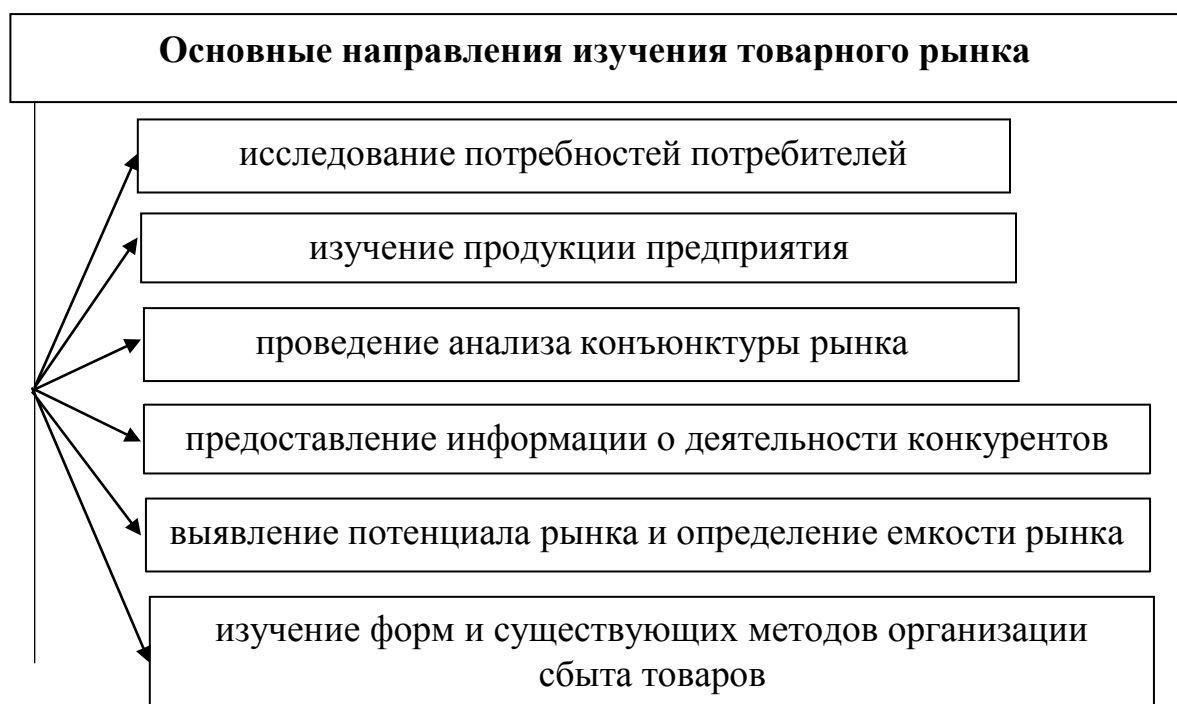 Основные направления изучения товарного рынка
исследование потребностей потребителей
изучение продукции предприятия
проведение анализа конъюнктуры рынка
предоставление информации о деятельности конкурентов
выявление потенциала рынка и определение емкости рынка
изучение форм и существующих методов организации
сбыта товаров